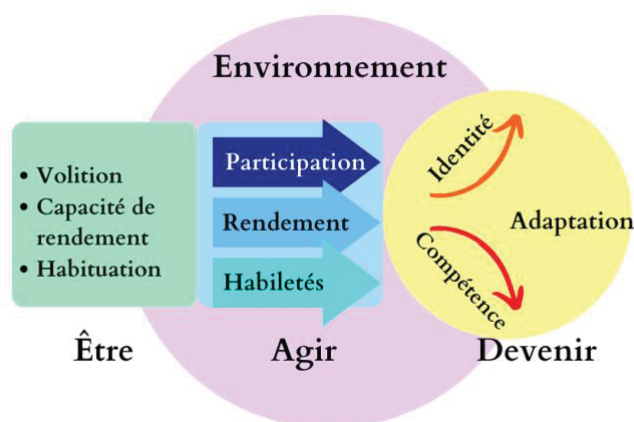 Environnement
• Volition
• Capacité de
rendement
• Habituation
Participation
Rendement
Habiletés
Identité
Adaptation
Compétence
Être
Agir
Devenir